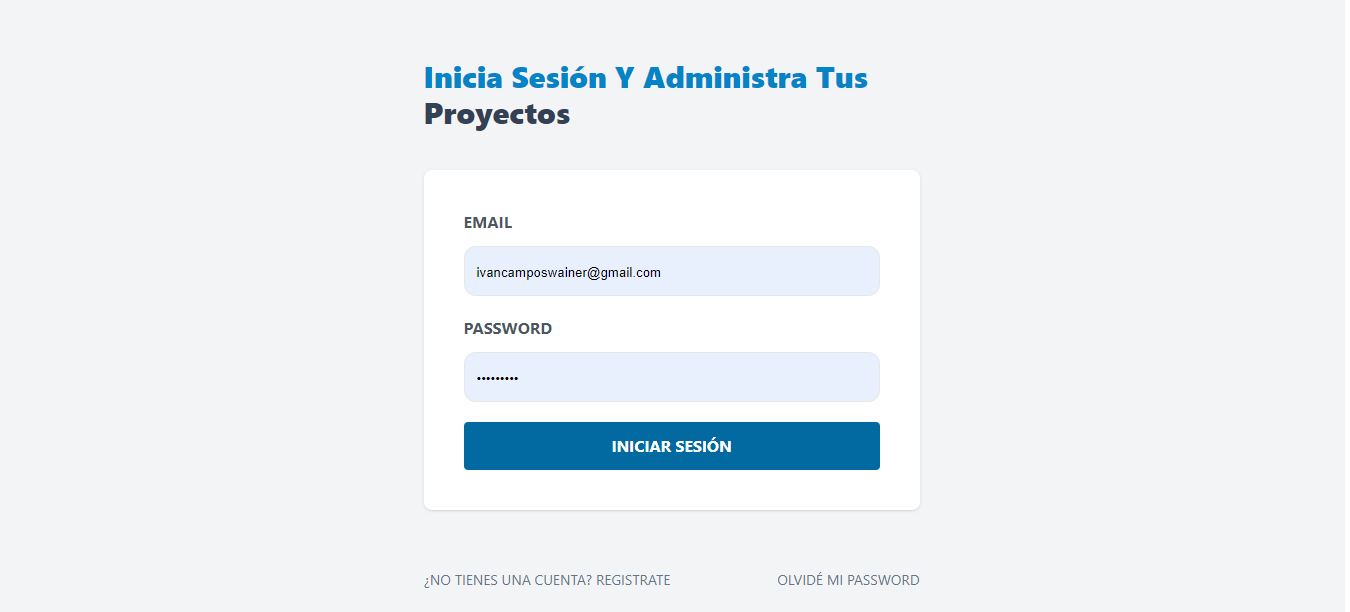 Inicia Sesión Y Administra Tus
Proyectos
EMAIL
ivancamposwainer@gmail.com
PASSWORD
•••••••••
INICIAR SESIÓN
¿NO TIENES UNA CUENTA? REGISTRATE
OLVIDÉ MI PASSWORD